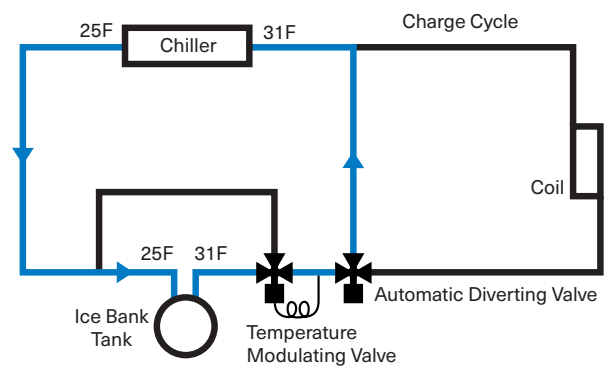 Charge Cycle
25F
Chiller
31F
Coil
25F
31F
Automatic Diverting Valve
Ice Bank
Tank
Temperature
Modulating Valve